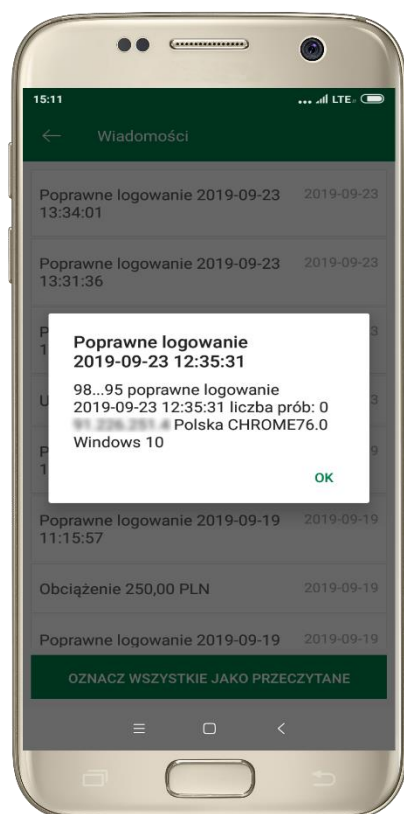 15:11
LTE
Wiadomości
Poprawne logowanie 2019-09-23 2019-09-23
13:34:01
Poprawne logowanie 2019-09-23 2019-09-23
13:31:36
Poprawne logowanie
2019-09-23 12:35:31
98...95 poprawne logowanie
2019-09-23 12:35:31 liczba prób: 0
Polska CHROME76.0
Windows 10
OK
Poprawne logowanie 2019-09-19 2019-09-19
11:15:57
Obciążenie 250,00 PLN 2019-09-19
Poprawne logowanie 2019-09-19 2019-09-19
OZNACZ WSZYSTKIE JAKO PRZECZYTANE